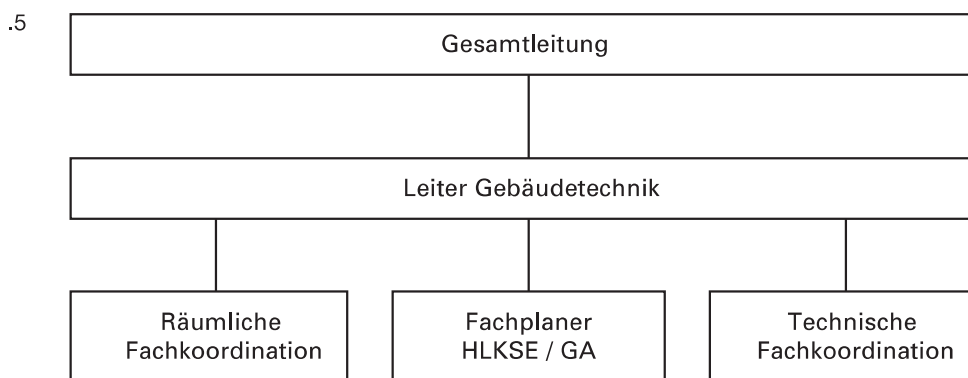 .5
Gesamtleitung
Leiter Gebäudetechnik
Räumliche
Fachkoordination
Fachplaner
HLKSE / GA
Technische
Fachkoordination